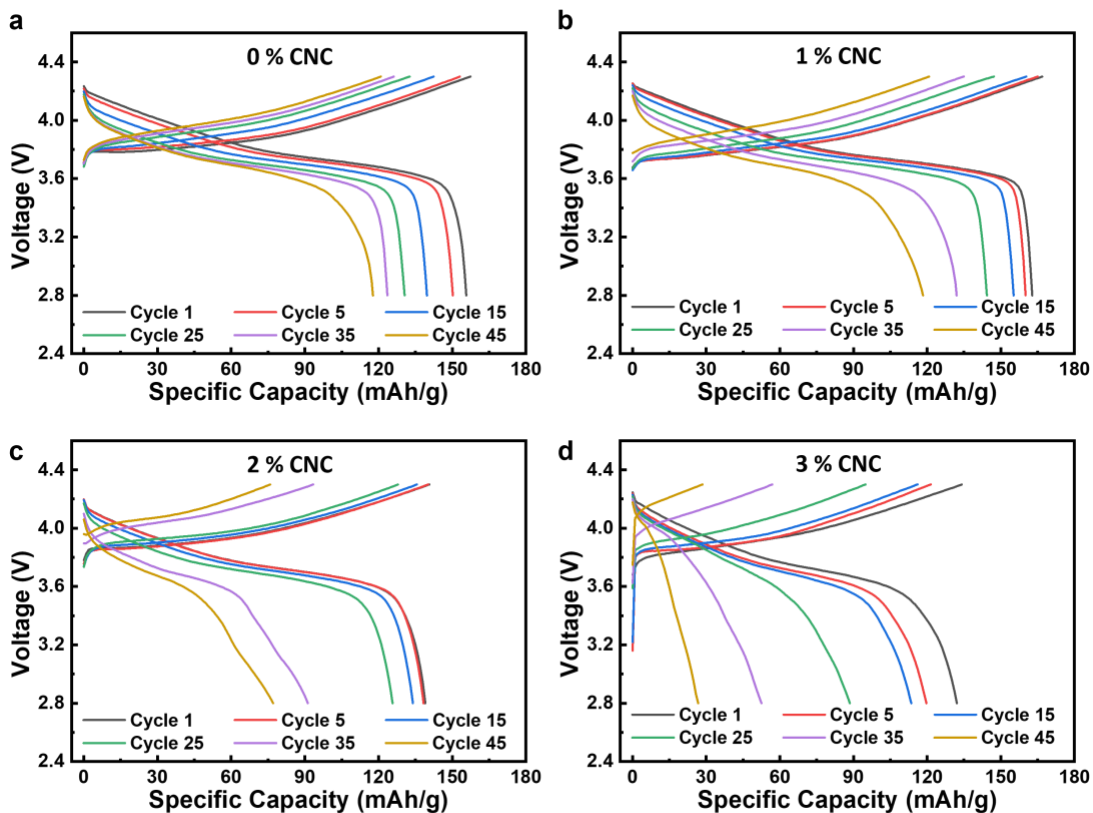 a
0 % CNC
4.4
4.0
3.6
3.2
2.8
2.4
Voltage (V)
Cycle 1 Cycle 5 Cycle 15
Cycle 25 Cycle 35 Cycle 45
0 30 60 90 120 150 180
Specific Capacity (mAh/g)
b
1 % CNC
4.4
4.0
3.6
3.2
2.8
2.4
Voltage (V)
Cycle 1 Cycle 5 Cycle 15
Cycle 25 Cycle 35 Cycle 45
0 30 60 90 120 150 180
Specific Capacity (mAh/g)
c
2 % CNC
4.4
4.0
3.6
3.2
2.8
2.4
Voltage (V)
Cycle 1 Cycle 5 Cycle 15
Cycle 25 Cycle 35 Cycle 45
0 30 60 90 120 150 180
Specific Capacity (mAh/g)
d
3 % CNC
4.4
4.0
3.6
3.2
2.8
2.4
Voltage (V)
Cycle 1 Cycle 5 Cycle 15
Cycle 25 Cycle 35 Cycle 45
0 30 60 90 120 150 180
Specific Capacity (mAh/g)